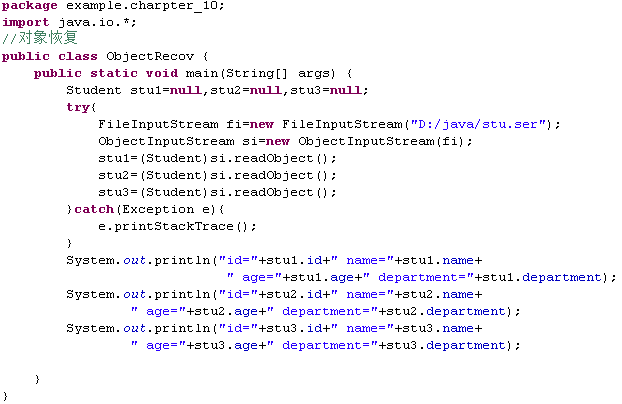 package example.charpter_10;
import java.io.*;
//对象恢复
public class ObjectRecov {
    public static void main(String[] args) {
        Student stu1=null,stu2=null,stu3=null;
        try{
            FileInputStream fi=new FileInputStream("D:/java/stu.ser");
            ObjectInputStream si=new ObjectInputStream(fi);
            stu1=(Student)si.readObject();
            stu2=(Student)si.readObject();
            stu3=(Student)si.readObject();
        }catch(Exception e){
            e.printStackTrace();
        }
        System.out.println("id="+stu1.id+" name="+stu1.name+
                            " age="+stu1.age+" department="+stu1.department);
        System.out.println("id="+stu2.id+" name="+stu2.name+
                " age="+stu2.age+" department="+stu2.department);
        System.out.println("id="+stu3.id+" name="+stu3.name+
                " age="+stu3.age+" department="+stu3.department);
    }
}